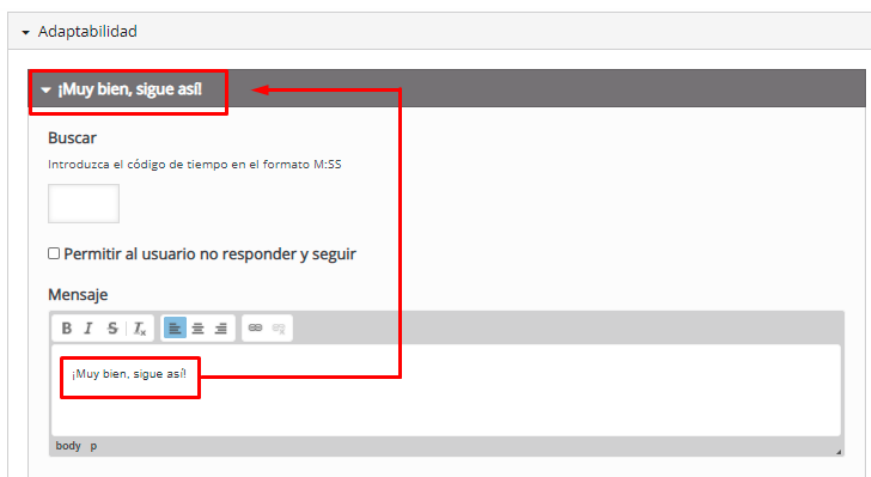 Adaptabilidad
¡Muy bien, sigue así!
Buscar
Introduzca el código de tiempo en el formato M:SS
Permitir al usuario no responder y seguir
Mensaje
B I S Ix
¡Muy bien, sigue así!
body p